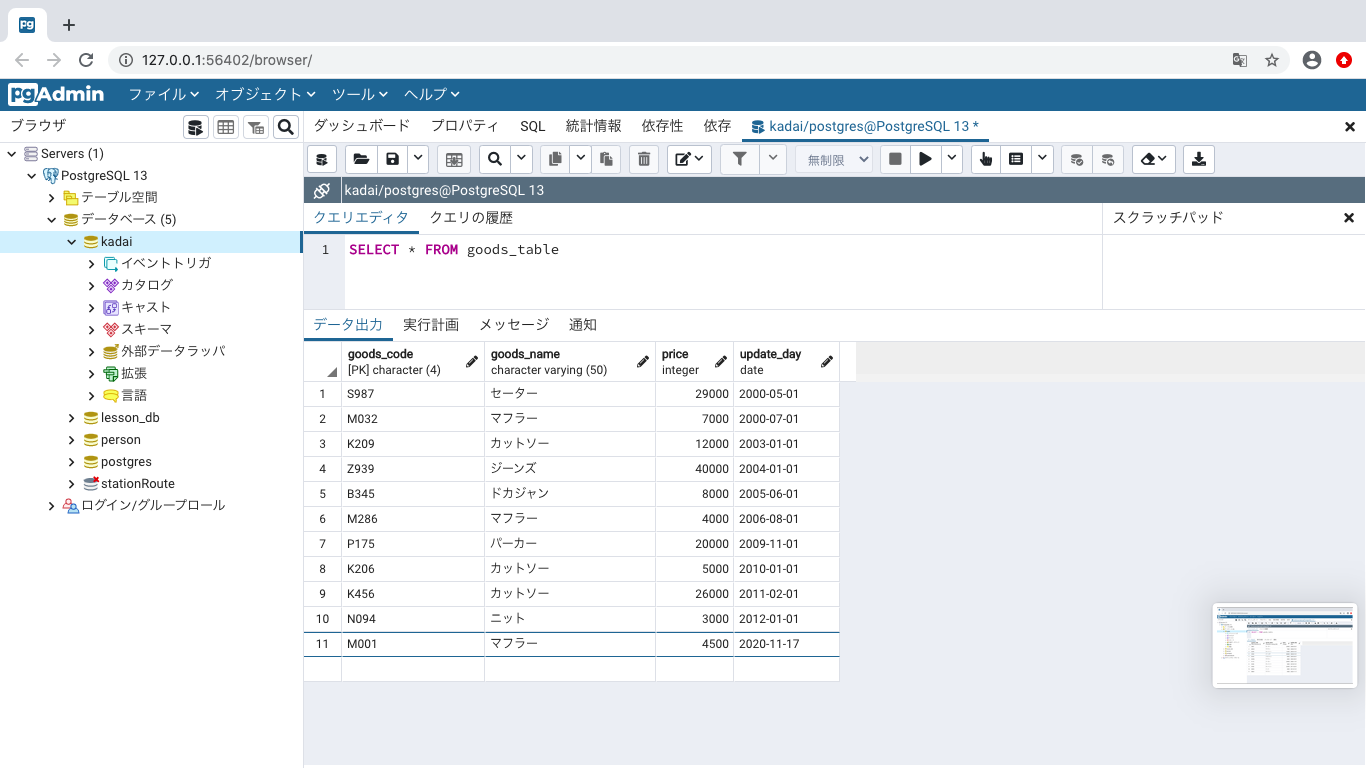 pg
127.0.0.1:56402/browser/
pgAdmin ファイル オブジェクト ツール ヘルプ
ブラウザ
ダッシュボード プロパティ SQL 統計情報 依存性 依存 kadai/postgres@PostgreSQL 13 *
Servers (1)
PostgreSQL 13
テーブル空間
データベース (5)
kadai
イベントトリガ
カタログ
キャスト
スキーマ
外部データラッパ
拡張
言語
lesson_db
person
postgres
stationRoute
ログイン/グループロール
無制限
kadai/postgres@PostgreSQL 13
クエリエディタ クエリの履歴 スクラッチパッド
1 SELECT * FROM goods_table
データ出力 実行計画 メッセージ 通知
goods_code goods_name price update_day
[PK] character (4) character varying (50) integer date
1 S987 セーター 29000 2000-05-01
2 M032 マフラー 7000 2000-07-01
3 K209 カットソー 12000 2003-01-01
4 Z939 ジーンズ 40000 2004-01-01
5 B345 ドカジャン 8000 2005-06-01
6 M286 マフラー 4000 2006-08-01
7 P175 パーカー 20000 2009-11-01
8 K206 カットソー 5000 2010-01-01
9 K456 カットソー 26000 2011-02-01
10 N094 ニット 3000 2012-01-01
11 M001 マフラー 4500 2020-11-17